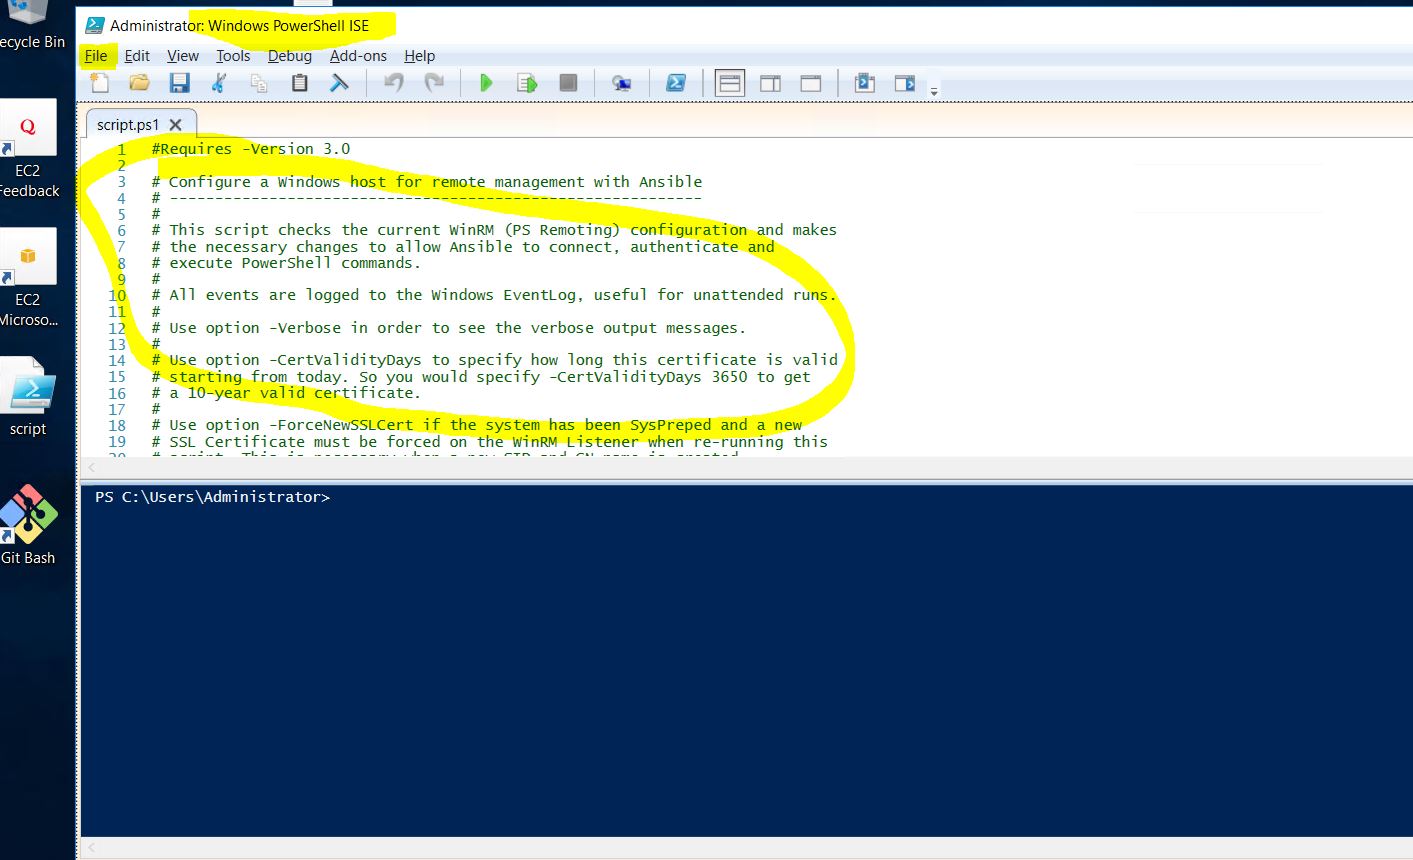 Administrator: Windows PowerShell ISE
File Edit View Tools Debug Add-ons Help
ecycle Bin
Q
EC2
Feedback
EC2
Microso...
script
Git Bash
script.ps1
1 #Requires -Version 3.0
2
3 # Configure a Windows host for remote management with Ansible
4 # -----------------------------------------------------------
5 #
6 # This script checks the current WinRM (PS Remoting) configuration and makes
7 # the necessary changes to allow Ansible to connect, authenticate and
8 # execute PowerShell commands.
9 #
10 # All events are logged to the Windows EventLog, useful for unattended runs.
11 #
12 # Use option -Verbose in order to see the verbose output messages.
13 #
14 # Use option -CertValidityDays to specify how long this certificate is valid
15 # starting from today. So you would specify -CertValidityDays 3650 to get
16 # a 10-year valid certificate.
17 #
18 # Use option -ForceNewSSLCert if the system has been SysPreped and a new
19 # SSL Certificate must be forced on the WinRM Listener when re-running this
PS C:\Users\Administrator>